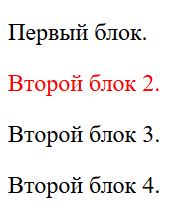 Первый блок.
Второй блок 2.
Второй блок 3.
Второй блок 4.